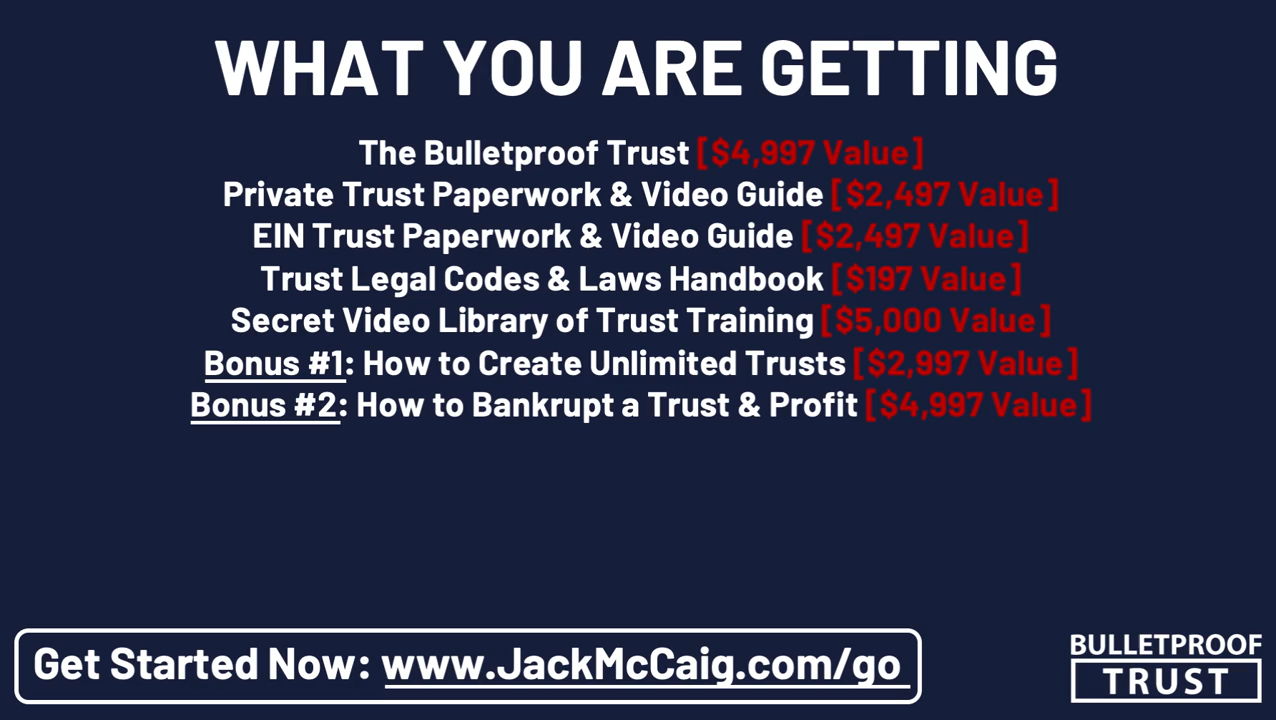 WHAT YOU ARE GETTING
The Bulletproof Trust [$4,997 Value]
Private Trust Paperwork & Video Guide [$2,497 Value]
EIN Trust Paperwork & Video Guide [$2,497 Value]
Trust Legal Codes & Laws Handbook [$197 Value]
Secret Video Library of Trust Training [$5,000 Value]
Bonus #1: How to Create Unlimited Trusts [$2,997 Value]
Bonus #2: How to Bankrupt a Trust & Profit [$4,997 Value]
Get Started Now: www.JackMcCaig.com/go
BULLETPROOF
TRUST